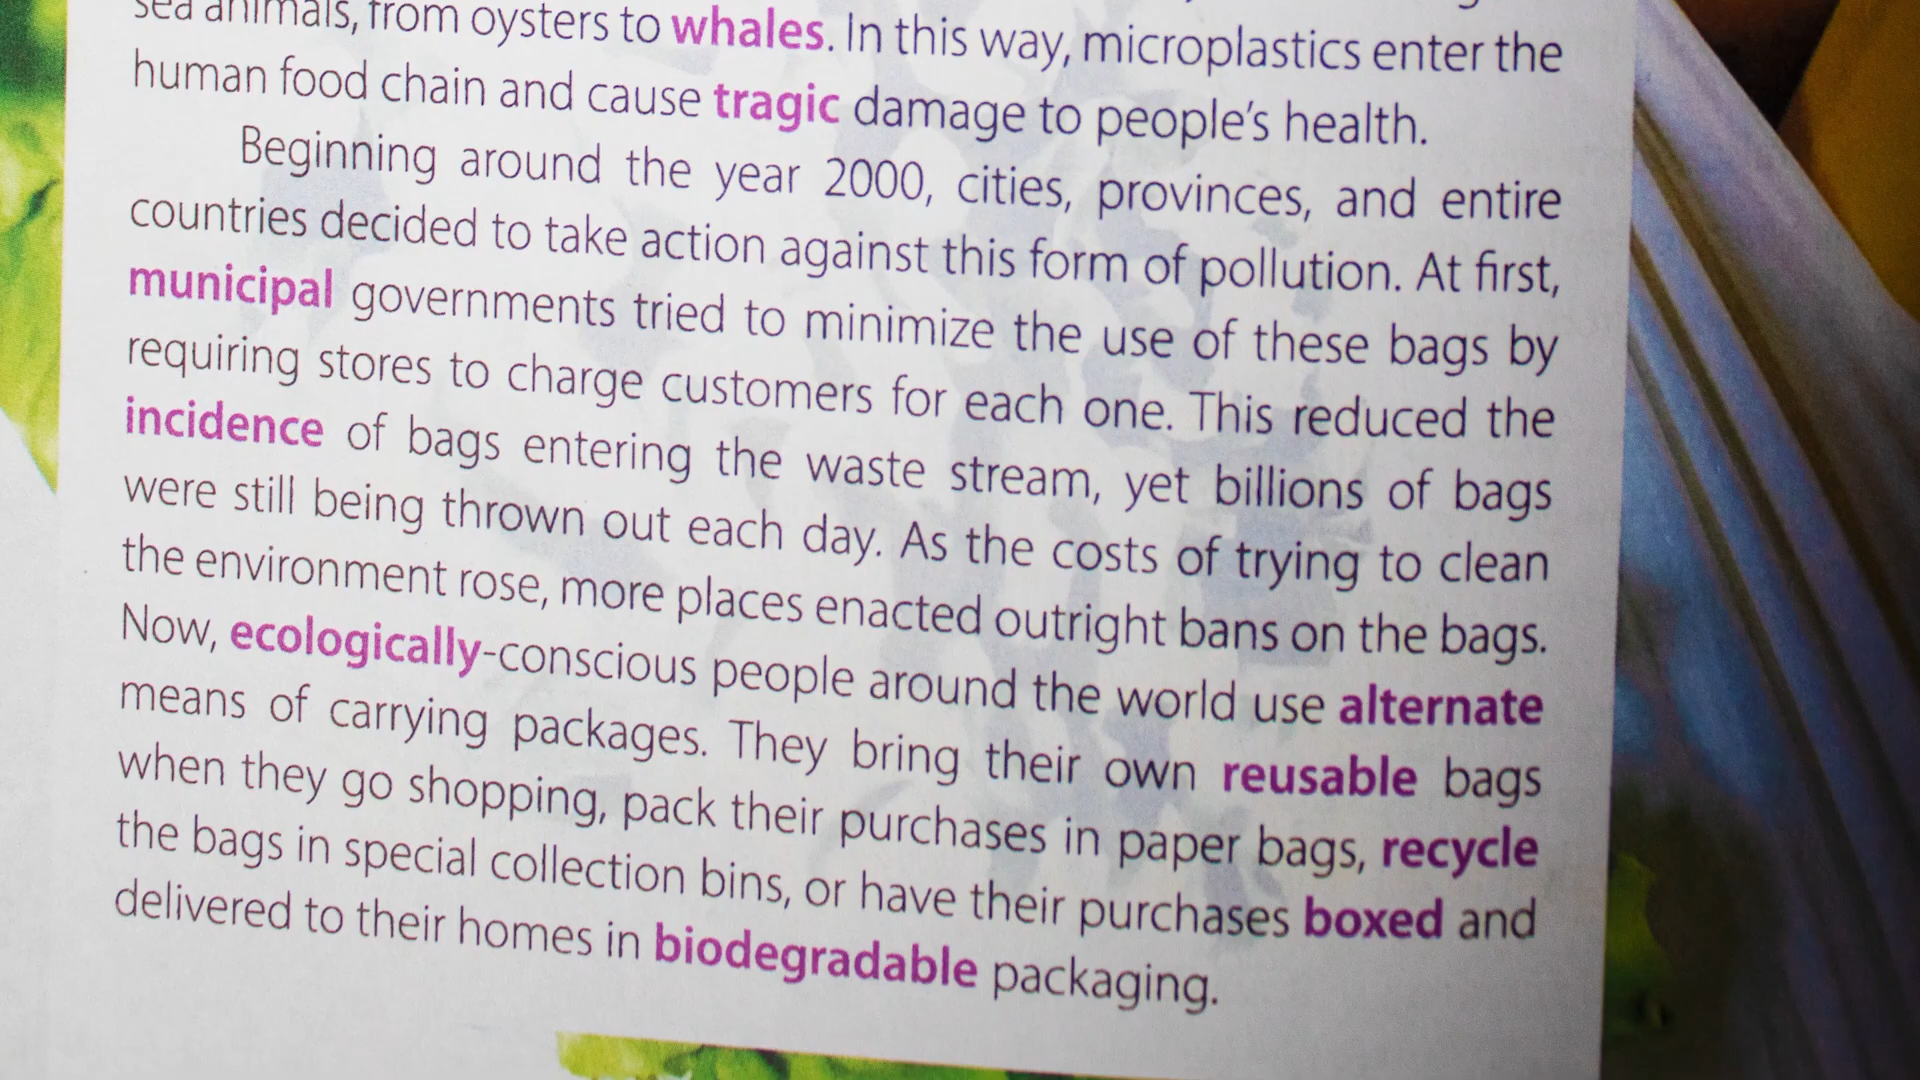 sea animals, from oysters to whales. In this way, microplastics enter the
human food chain and cause tragic damage to people's health.
Beginning around the year 2000, cities, provinces, and entire
countries decided to take action against this form of pollution. At first,
municipal governments tried to minimize the use of these bags by
requiring stores to charge customers for each one. This reduced the
incidence of bags entering the waste stream, yet billions of bags
were still being thrown out each day. As the costs of trying to clean
the environment rose, more places enacted outright bans on the bags.
Now, ecologically-conscious people around the world use alternate
means of carrying packages. They bring their own reusable bags
when they go shopping, pack their purchases in paper bags, recycle
the bags in special collection bins, or have their purchases boxed and
delivered to their homes in biodegradable packaging.